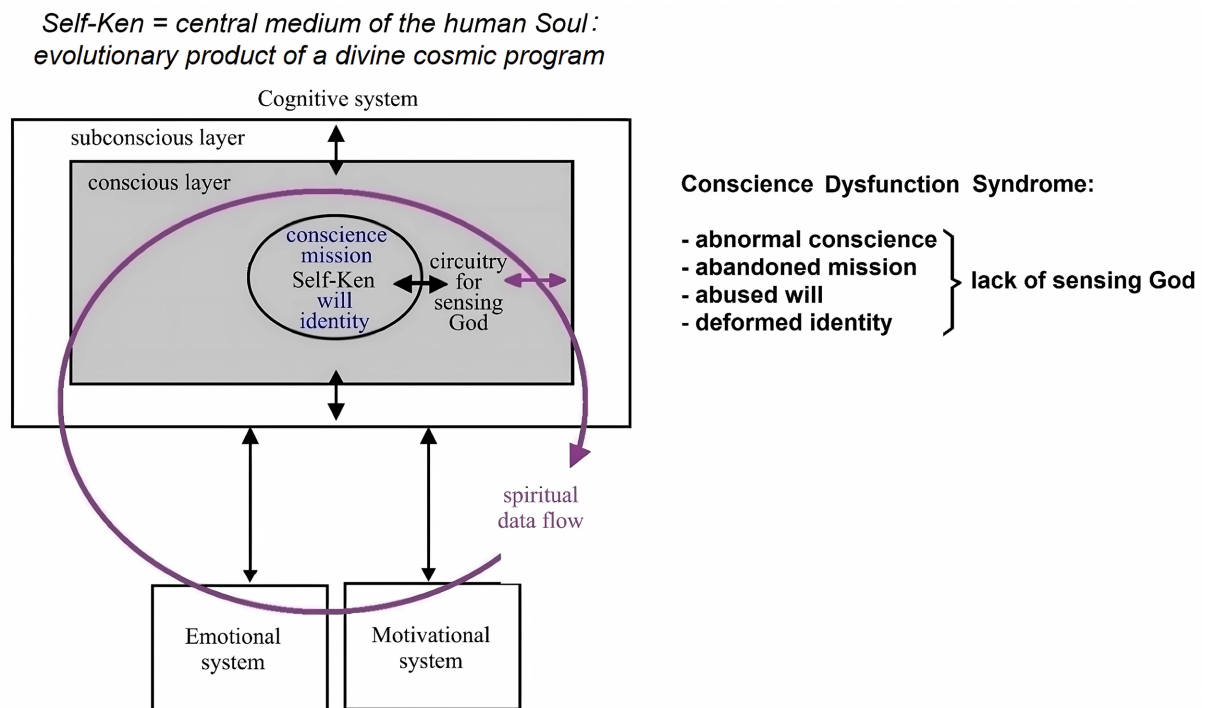 Self-Ken = central medium of the human Soul:
evolutionary product of a divine cosmic program
Cognitive system
subconscious layer
conscious layer
conscience
mission
Self-Ken
will
identity
circuitry
for
sensing
God
spiritual
data flow
Emotional
system
Motivational
system
Conscience Dysfunction Syndrome:
- abnormal conscience
- abandoned mission
- abused will
- deformed identity
lack of sensing God